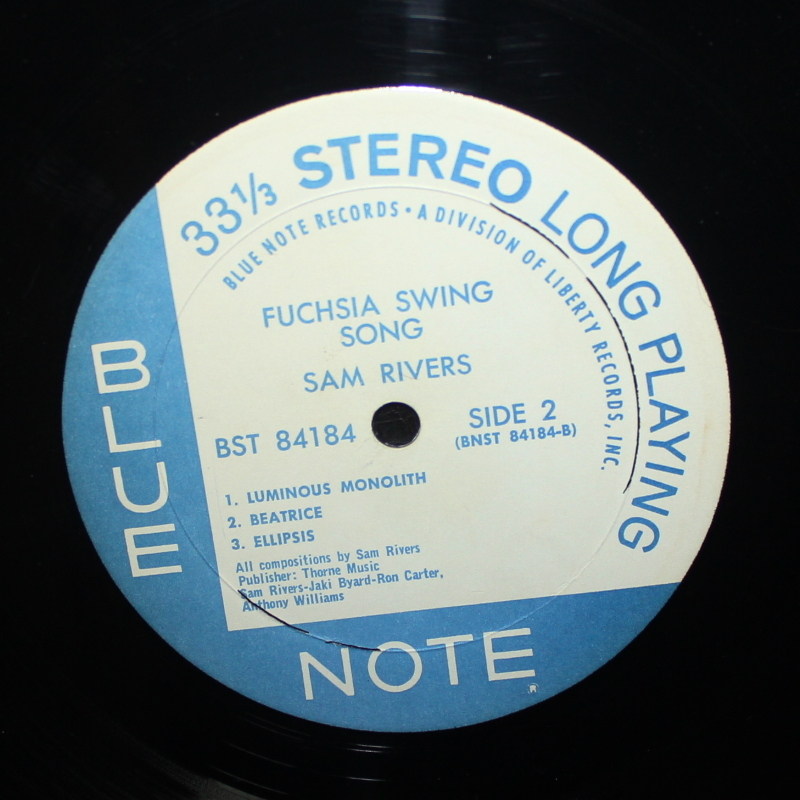 33⅓ STEREO LONG PLAYING
BLUE NOTE RECORDS • A DIVISION OF LIBERTY RECORDS, INC.
FUCHSIA SWING
SONG
SAM RIVERS
BST 84184
SIDE 2
(BNST 84184-B)
1. LUMINOUS MONOLITH
2. BEATRICE
3. ELLIPSIS
All compositions by Sam Rivers
Publisher: Thorne Music
Sam Rivers-Jaki Byard-Ron Carter,
Anthony Williams
BLUE
NOTE
®